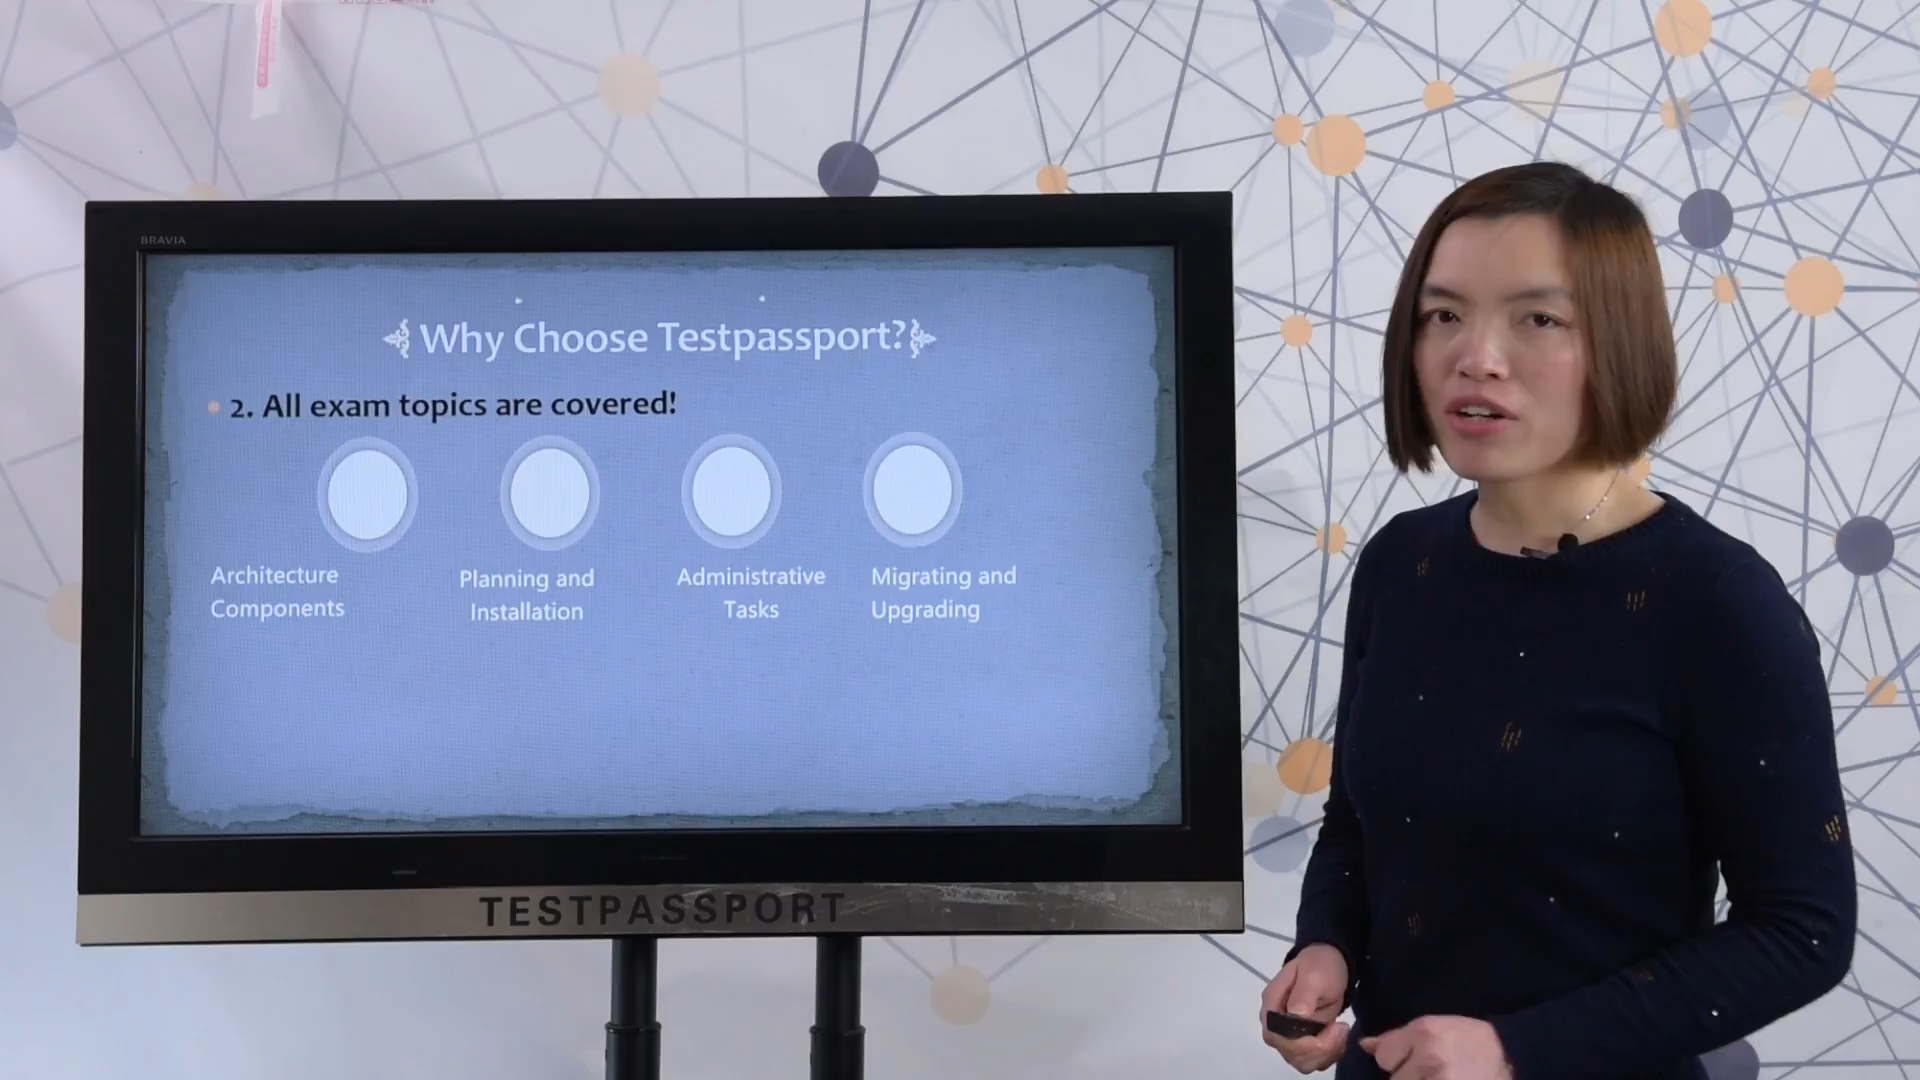 BRAVIA
Why Choose Testpassport?
2. All exam topics are covered!
Architecture
Components
Planning and
Installation
Administrative
Tasks
Migrating and
Upgrading
TESTPASSPORT